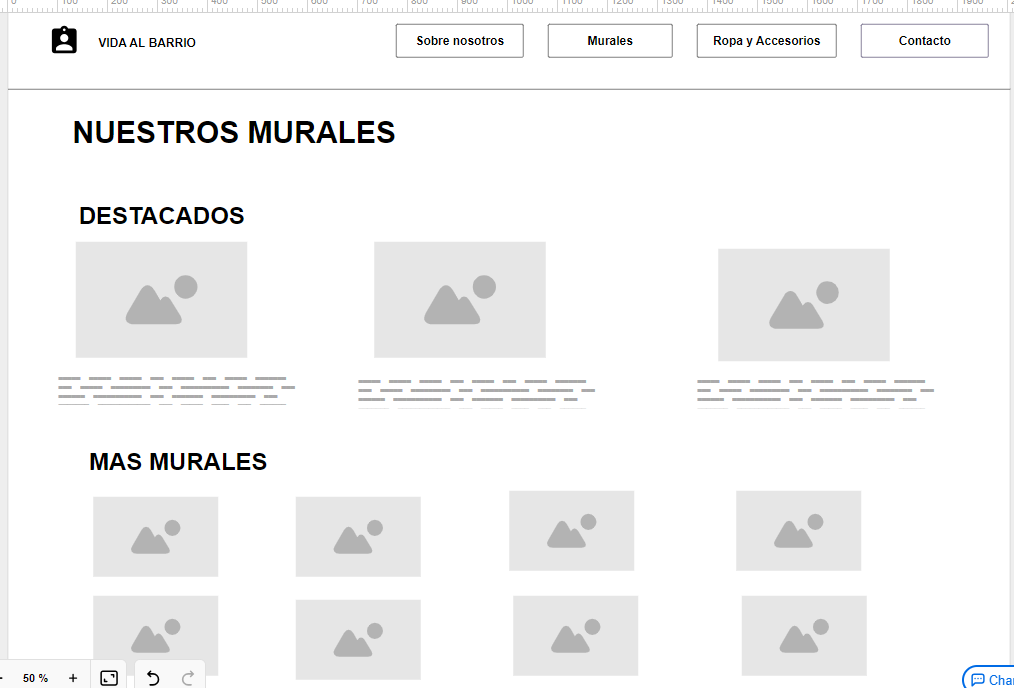 0 100 200 300 400 500 600 700 800 900 1000 1100 1200 1300 1400 1500 1600 1700 1800 1900
VIDA AL BARRIO
Sobre nosotros
Murales
Ropa y Accesorios
Contacto
NUESTROS MURALES
DESTACADOS
MAS MURALES
50 % +